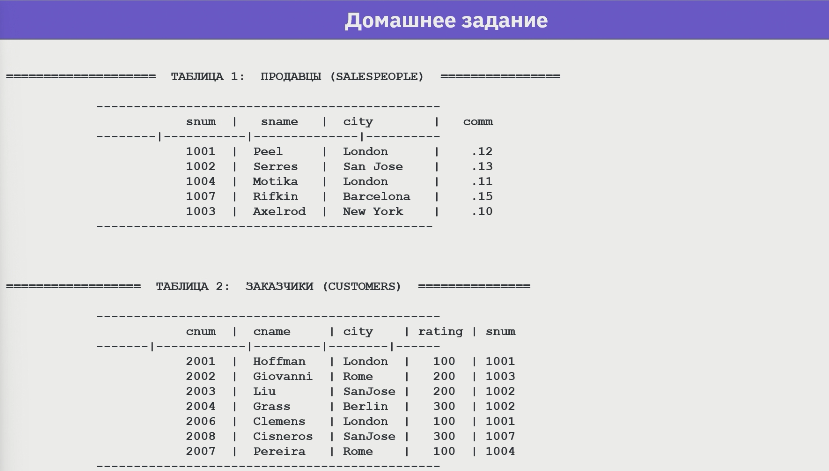 Домашнее задание
==================== ТАБЛИЦА 1: ПРОДАВЦЫ (SALESPEOPLE) ================
----------------------------------------------
snum | sname | city | comm
--------|-----------|--------------|----------
1001 | Peel | London | .12
1002 | Serres | San Jose | .13
1004 | Motika | London | .11
1007 | Rifkin | Barcelona | .15
1003 | Axelrod | New York | .10
---------------------------------------------
================== ТАБЛИЦА 2: ЗАКАЗЧИКИ (CUSTOMERS) ===============
----------------------------------------------
cnum | cname | city | rating | snum
-------|------------|---------|--------|------
2001 | Hoffman | London | 100 | 1001
2002 | Giovanni | Rome | 200 | 1003
2003 | Liu | SanJose | 200 | 1002
2004 | Grass | Berlin | 300 | 1002
2006 | Clemens | London | 100 | 1001
2008 | Cisneros | SanJose | 300 | 1007
2007 | Pereira | Rome | 100 | 1004
----------------------------------------------